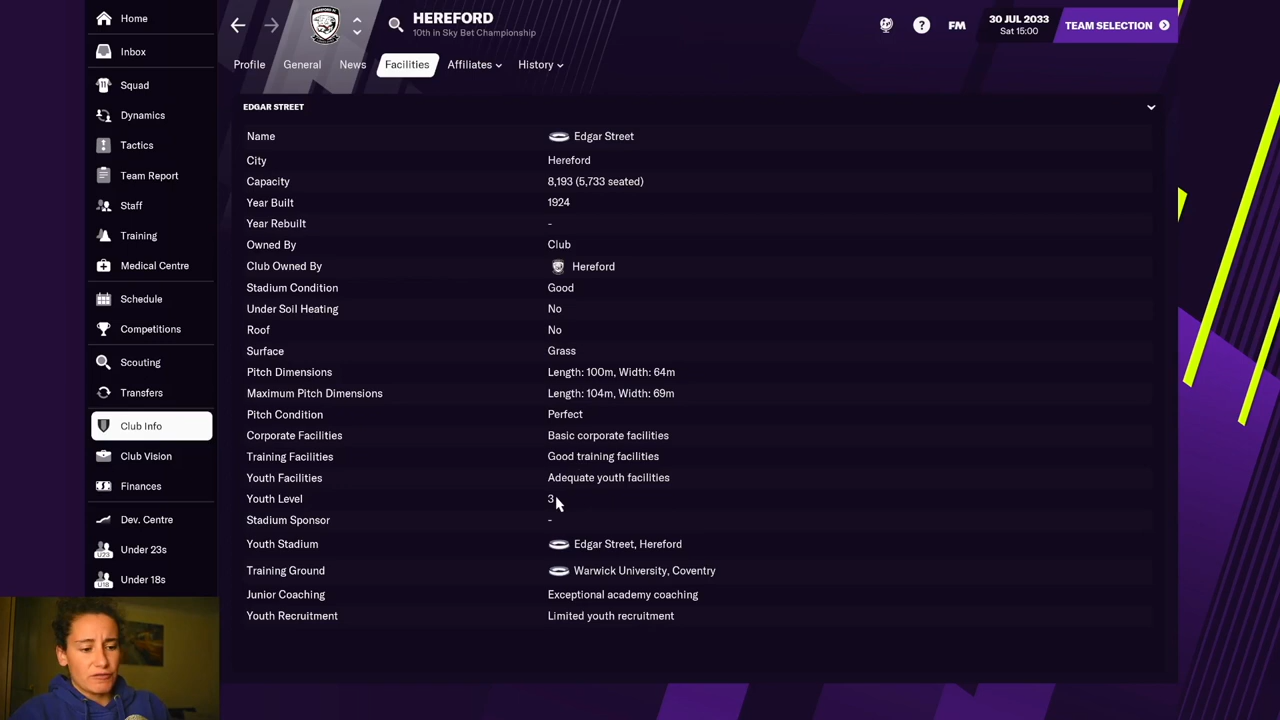 Home
HEREFORD
10th in Sky Bet Championship
?
FM
30 JUL 2033
Sat 15:00
TEAM SELECTION
Inbox
Profile
General
News
Facilities
Affiliates
History
Squad
Dynamics
Tactics
Team Report
Staff
Training
Medical Centre
Schedule
Competitions
Scouting
Transfers
Club Info
Club Vision
Finances
Dev. Centre
U23 Under 23s
U18 Under 18s
EDGAR STREET
Name Edgar Street
City Hereford
Capacity 8,193 (5,733 seated)
Year Built 1924
Year Rebuilt -
Owned By Club
Club Owned By Hereford
Stadium Condition Good
Under Soil Heating No
Roof No
Surface Grass
Pitch Dimensions Length: 100m, Width: 64m
Maximum Pitch Dimensions Length: 104m, Width: 69m
Pitch Condition Perfect
Corporate Facilities Basic corporate facilities
Training Facilities Good training facilities
Youth Facilities Adequate youth facilities
Youth Level 3
Stadium Sponsor -
Youth Stadium Edgar Street, Hereford
Training Ground Warwick University, Coventry
Junior Coaching Exceptional academy coaching
Youth Recruitment Limited youth recruitment